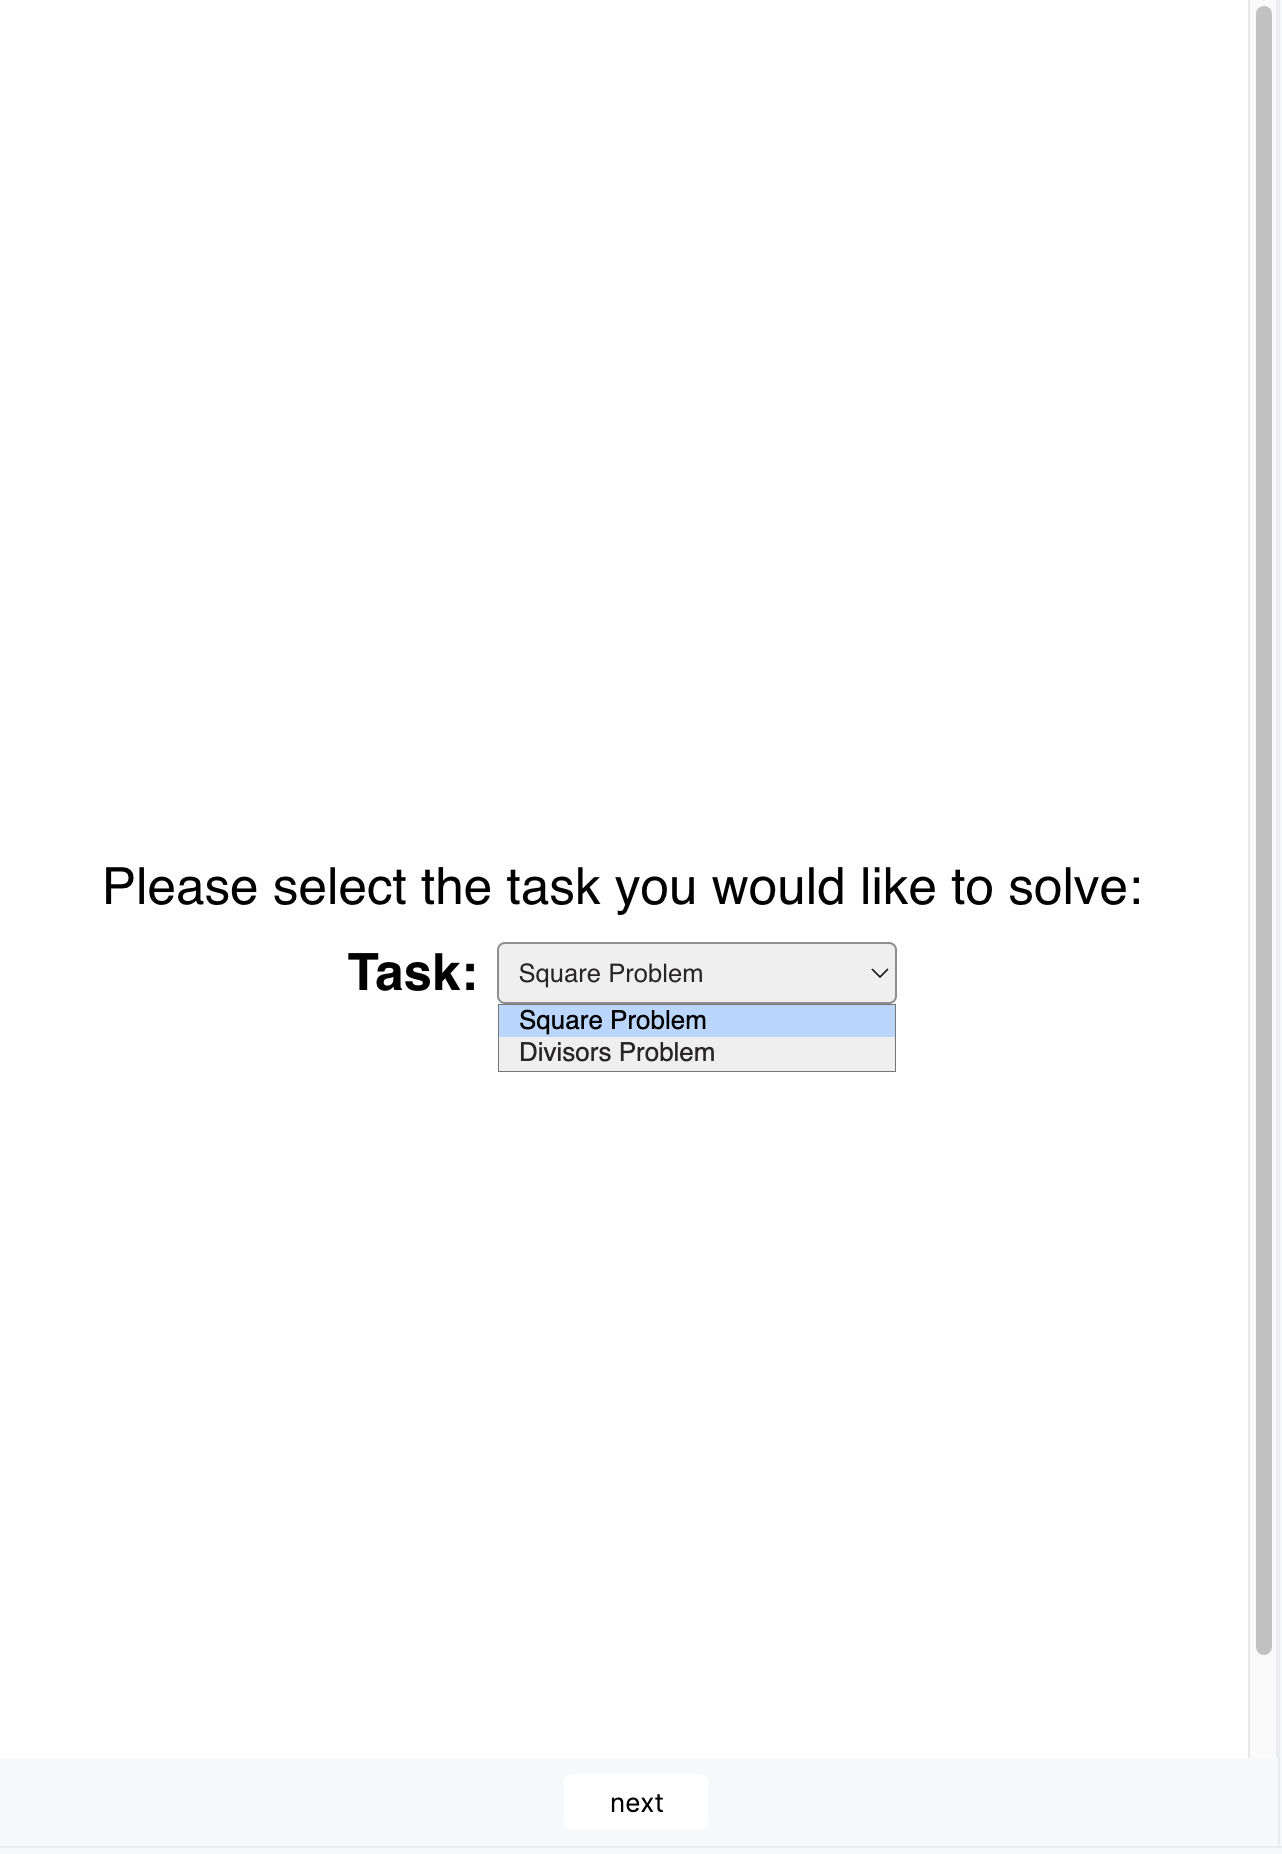 Please select the task you would like to solve:
Task: Square Problem
Square Problem
Divisors Problem
next